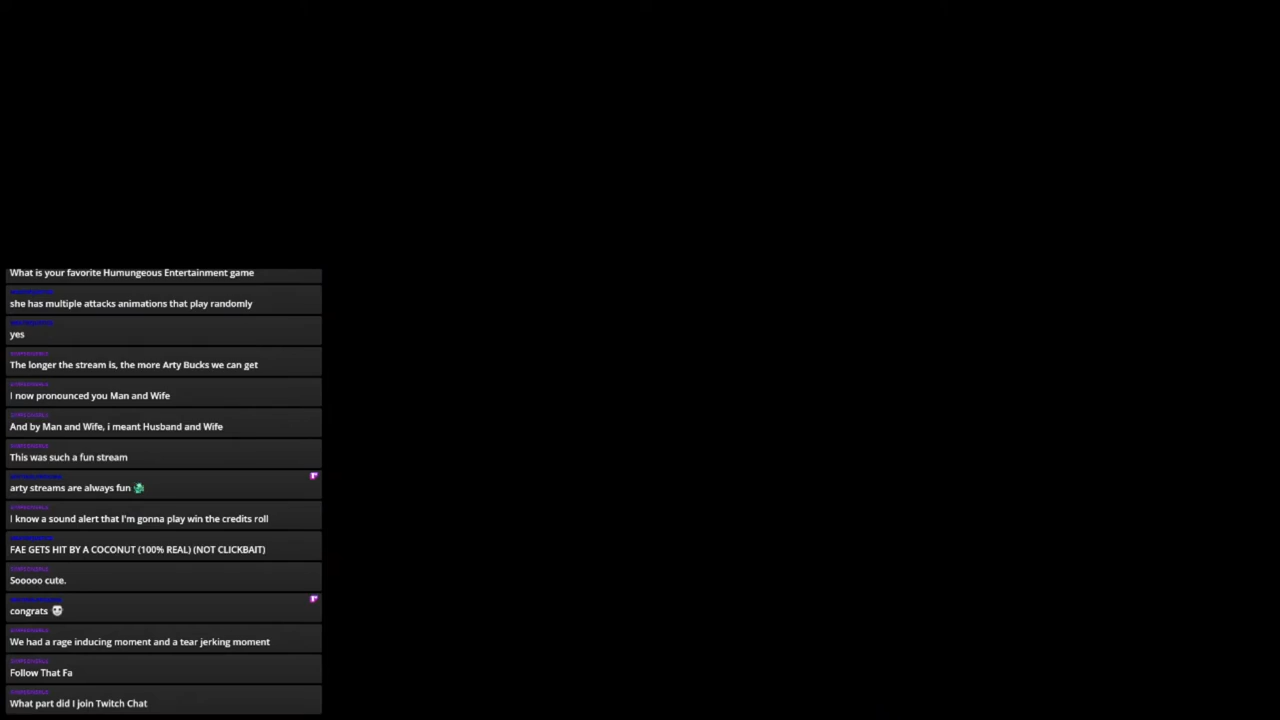 What is your favorite Humungeous Entertainment game
she has multiple attacks animations that play randomly
yes
The longer the stream is, the more Arty Bucks we can get
I now pronounced you Man and Wife
And by Man and Wife, i meant Husband and Wife
This was such a fun stream
arty streams are always fun
I know a sound alert that I'm gonna play win the credits roll
FAE GETS HIT BY A COCONUT (100% REAL) (NOT CLICKBAIT)
Sooooo cute.
congrats
We had a rage inducing moment and a tear jerking moment
Follow That Fa
What part did I join Twitch Chat